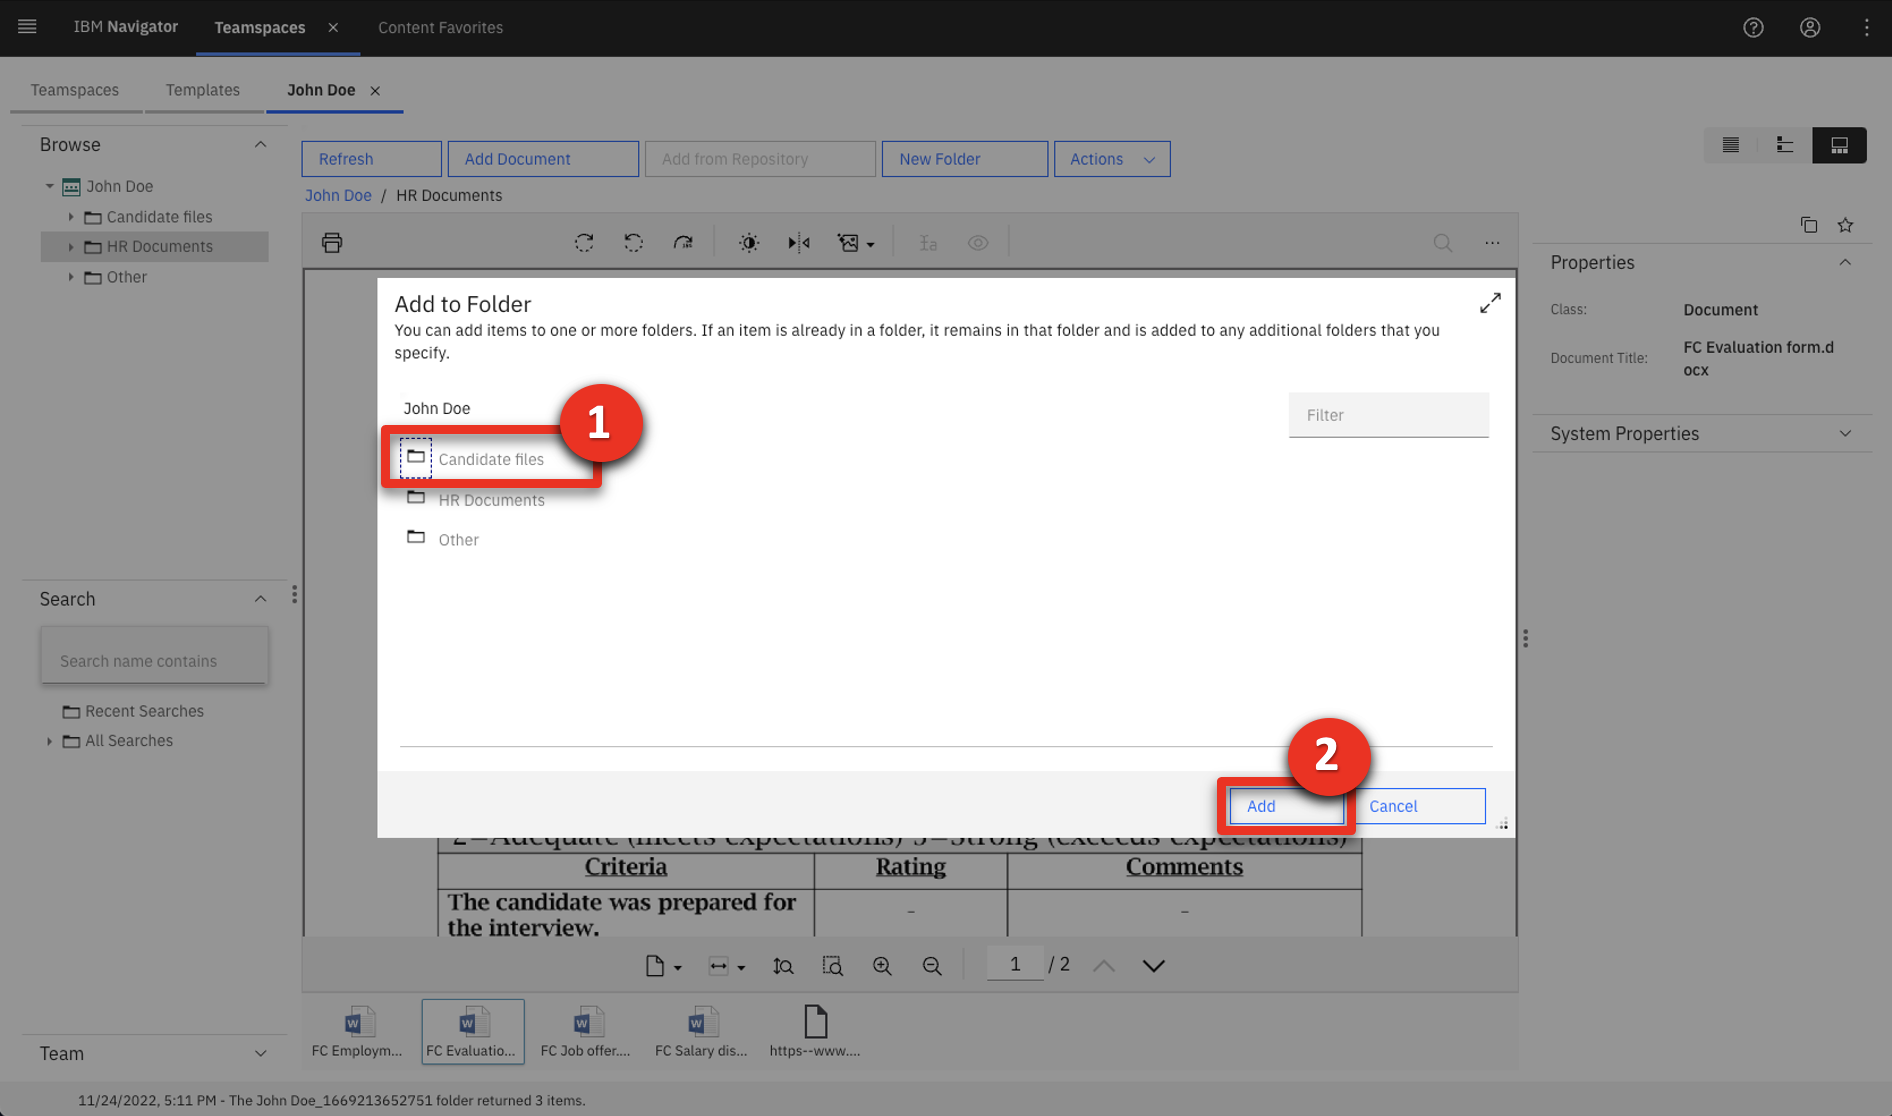 IBM Navigator
Teamspaces
Content Favorites
Teamspaces
Templates
John Doe
Browse
John Doe
Candidate files
HR Documents
Other
Refresh
Add Document
Add from Repository
New Folder
Actions
John Doe / HR Documents
Properties
Class: Document
Document Title: FC Evaluation form.d
ocx
System Properties
Add to Folder
You can add items to one or more folders. If an item is already in a folder, it remains in that folder and is added to any additional folders that you
specify.
John Doe
Filter
1
Candidate files
HR Documents
Other
2
Add
Cancel
Search
Search name contains
Recent Searches
All Searches
2=Adequate (meets expectations) 3=Strong (exceeds expectations)
Criteria Rating Comments
The candidate was prepared for
the interview.
- -
1 / 2
FC Employm...
FC Evaluatio...
FC Job offer....
FC Salary dis...
https--www....
Team
11/24/2022, 5:11 PM - The John Doe_1669213652751 folder returned 3 items.